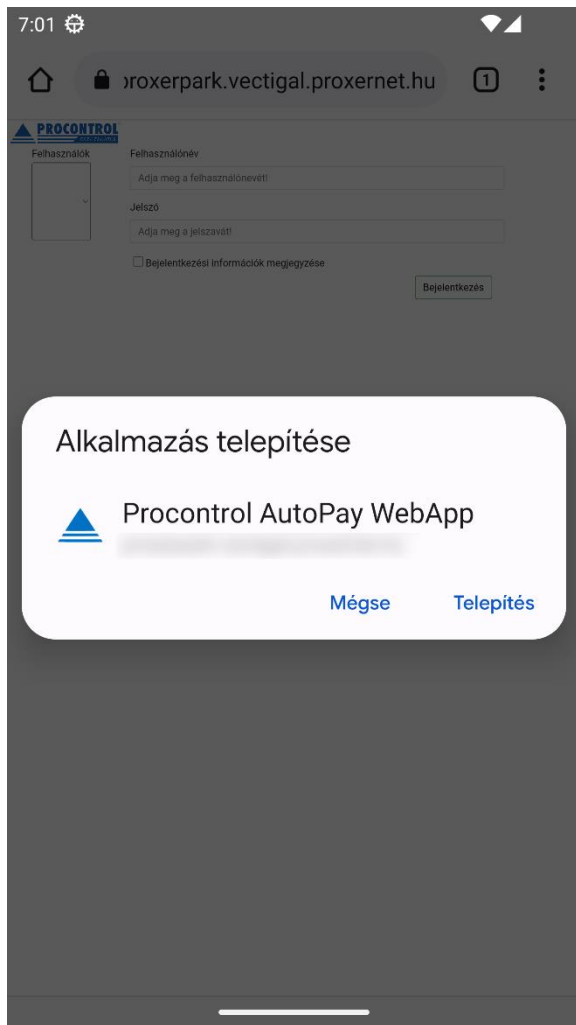 7:01
proxerpark.vectigal.proxernet.hu
1
PROCONTROL
Felhasználók
Felhasználónév
Adja meg a felhasználónevét!
Jelszó
Adja meg a jelszavát!
Bejelentkezési információk megjegyzése
Bejelentkezés
Alkalmazás telepítése
Procontrol AutoPay WebApp
Mégse
Telepítés